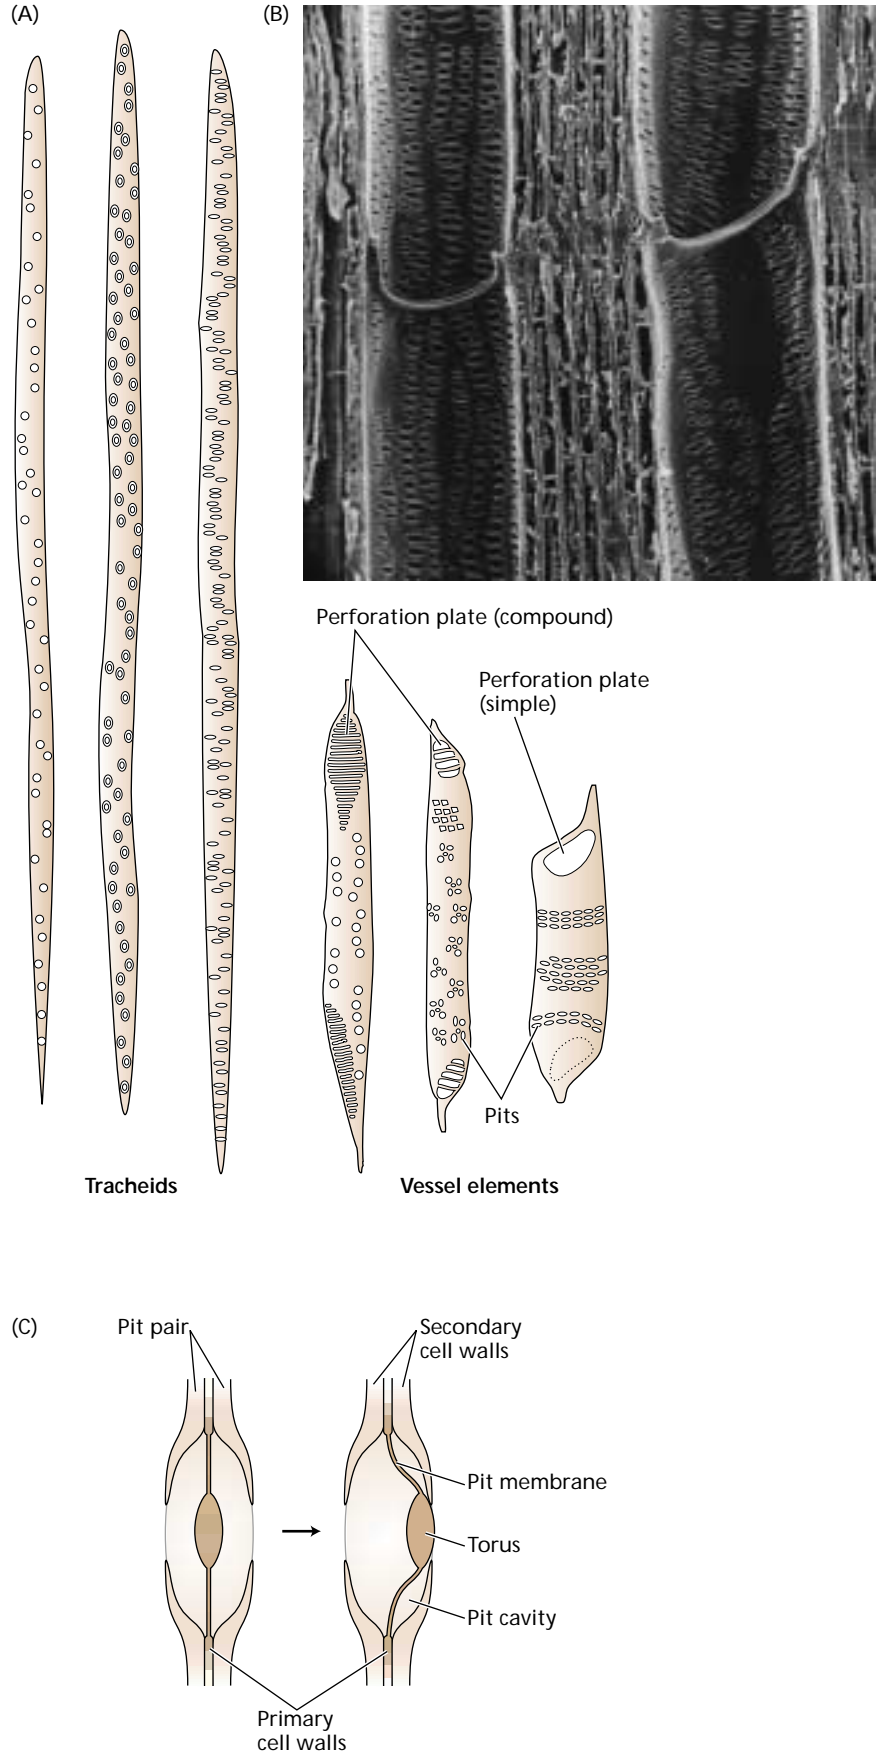 (A)
(B)
Perforation plate (compound)
Perforation plate
(simple)
Pits
Tracheids
Vessel elements
(C)
Pit pair
Secondary
cell walls
Pit membrane
Torus
Pit cavity
Primary
cell walls